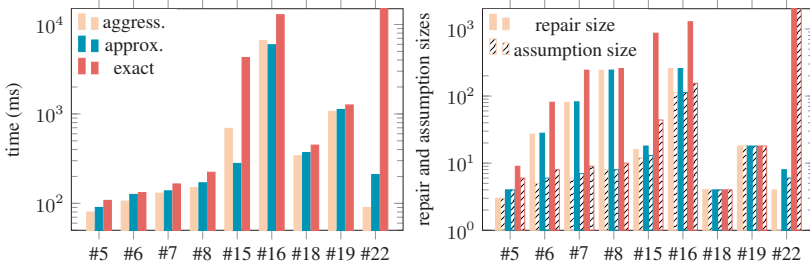 10^4
10^3
10^2
time (ms)
aggress.
approx.
exact
#5 #6 #7 #8 #15 #16 #18 #19 #22
10^3
10^2
10^1
10^0
repair and assumption sizes
repair size
assumption size
#5 #6 #7 #8 #15 #16 #18 #19 #22